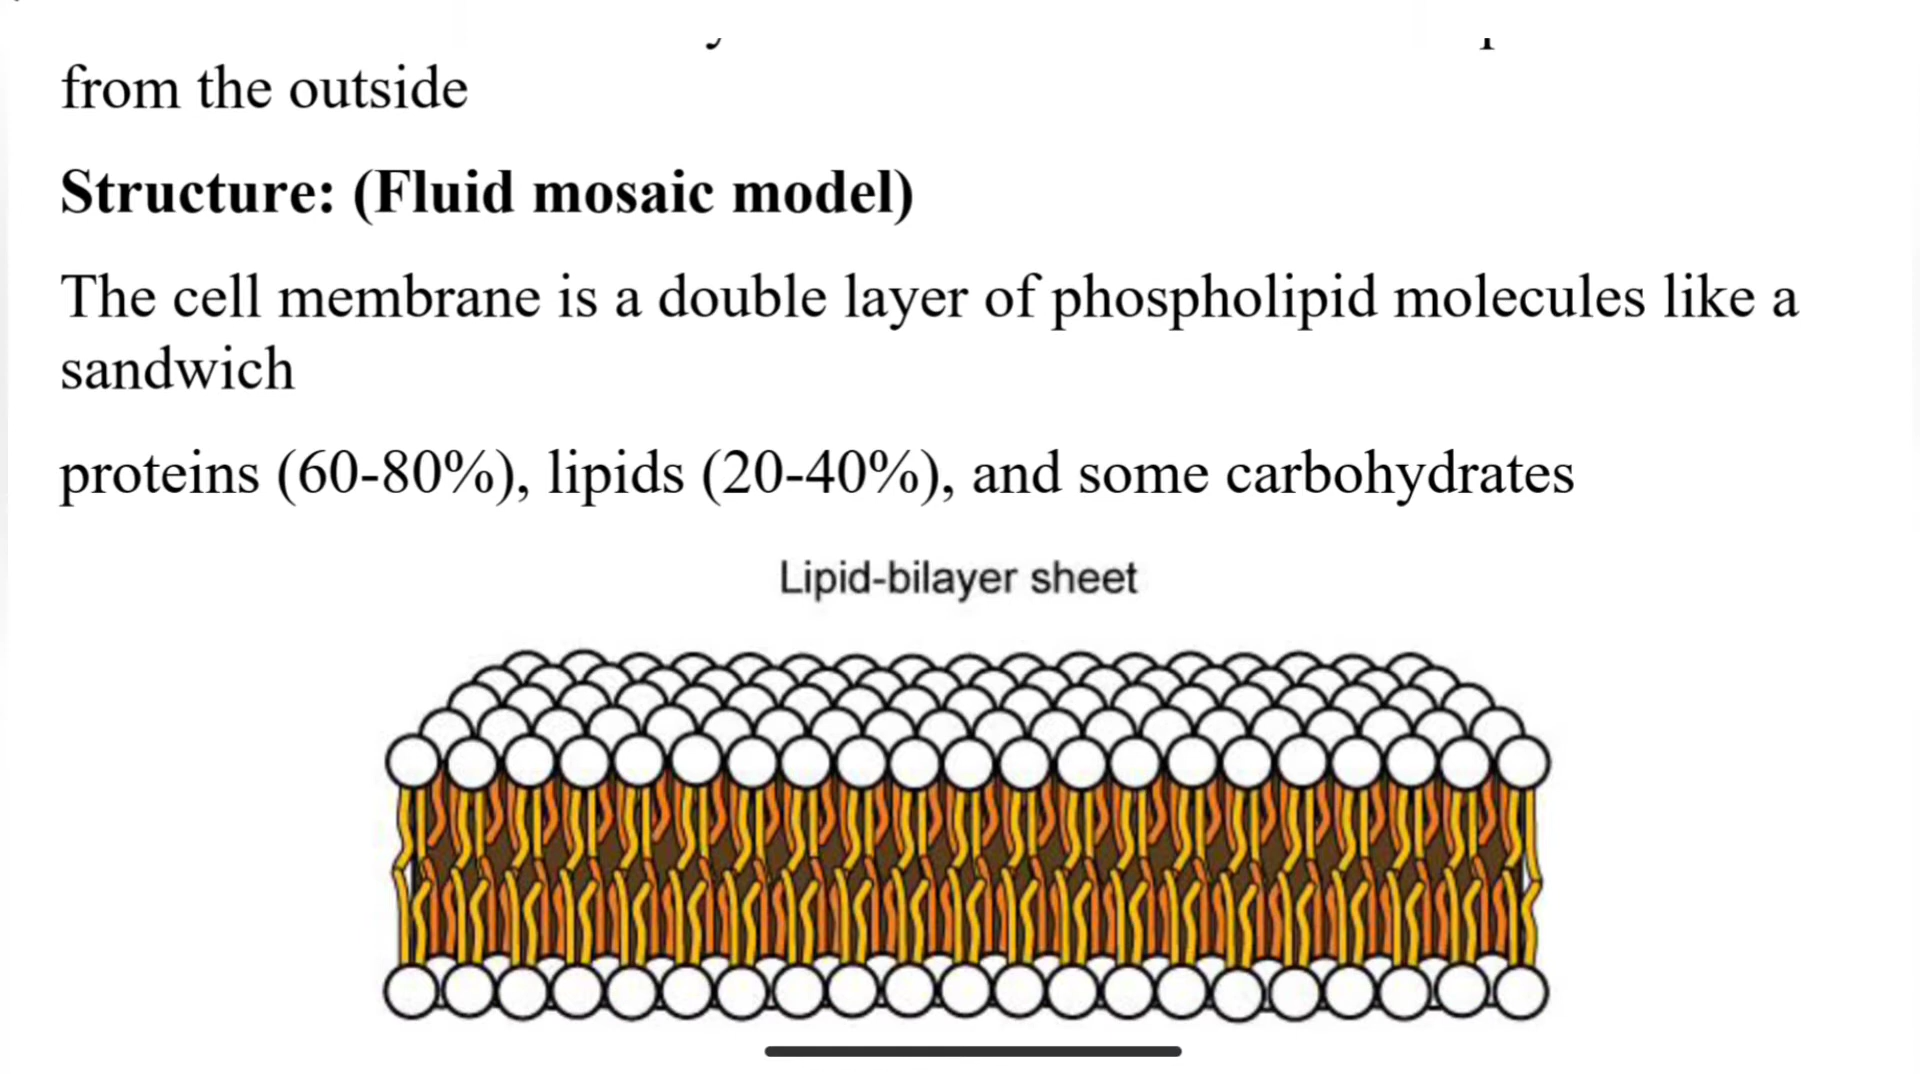 from the outside
Structure: (Fluid mosaic model)
The cell membrane is a double layer of phospholipid molecules like a
sandwich
proteins (60-80%), lipids (20-40%), and some carbohydrates
Lipid-bilayer sheet